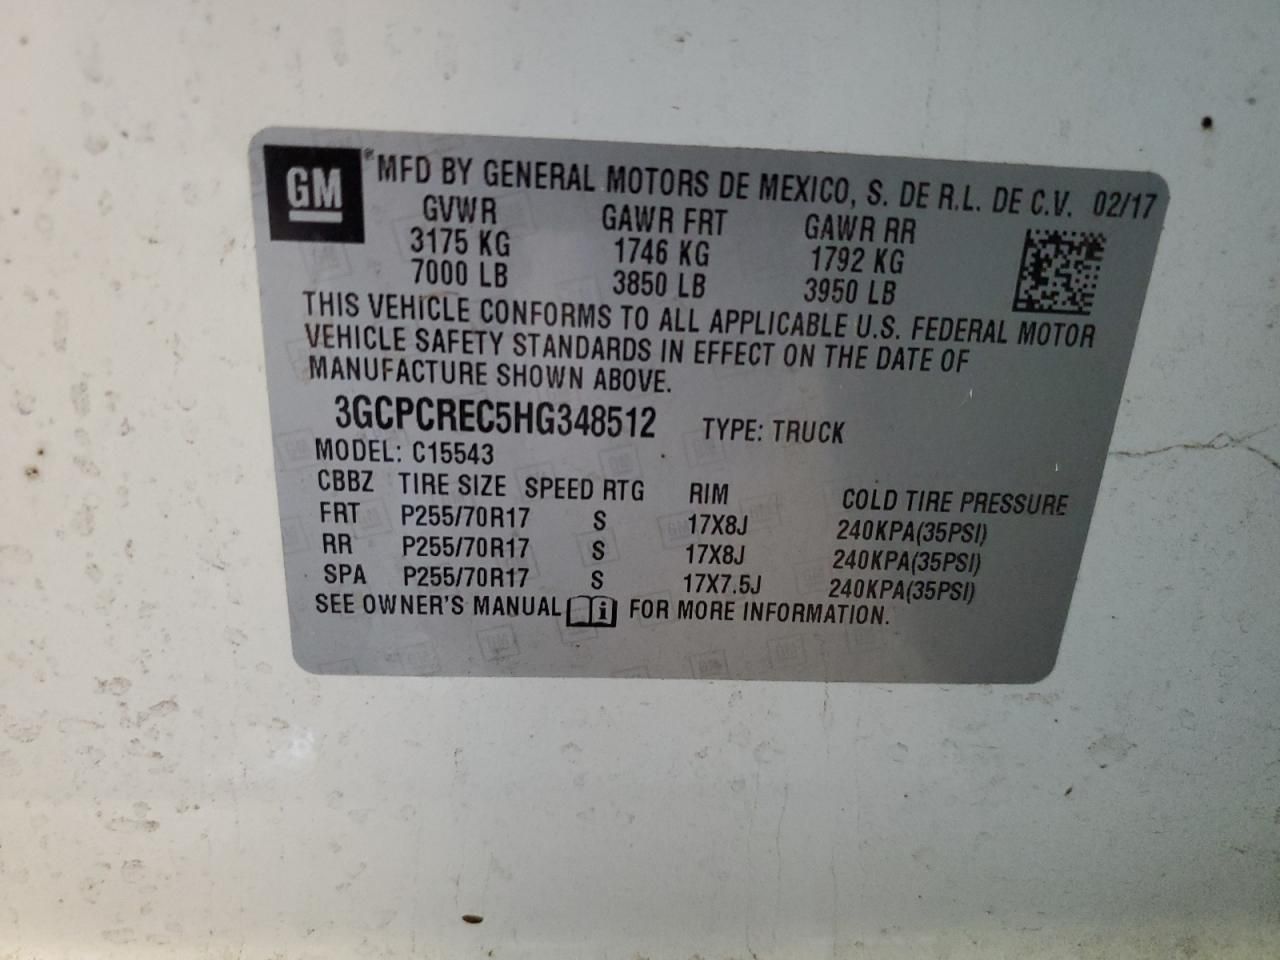 GM
®MFD BY GENERAL MOTORS DE MEXICO, S. DE R.L. DE C.V. 02/17
GVWR GAWR FRT GAWR RR
3175 KG 1746 KG 1792 KG
7000 LB 3850 LB 3950 LB
THIS VEHICLE CONFORMS TO ALL APPLICABLE U.S. FEDERAL MOTOR
VEHICLE SAFETY STANDARDS IN EFFECT ON THE DATE OF
MANUFACTURE SHOWN ABOVE.
3GCPCREC5HG348512 TYPE: TRUCK
MODEL: C15543
CBBZ TIRE SIZE SPEED RTG RIM COLD TIRE PRESSURE
FRT P255/70R17 S 17X8J 240KPA(35PSI)
RR P255/70R17 S 17X8J 240KPA(35PSI)
SPA P255/70R17 S 17X7.5J 240KPA(35PSI)
SEE OWNER'S MANUAL i FOR MORE INFORMATION.